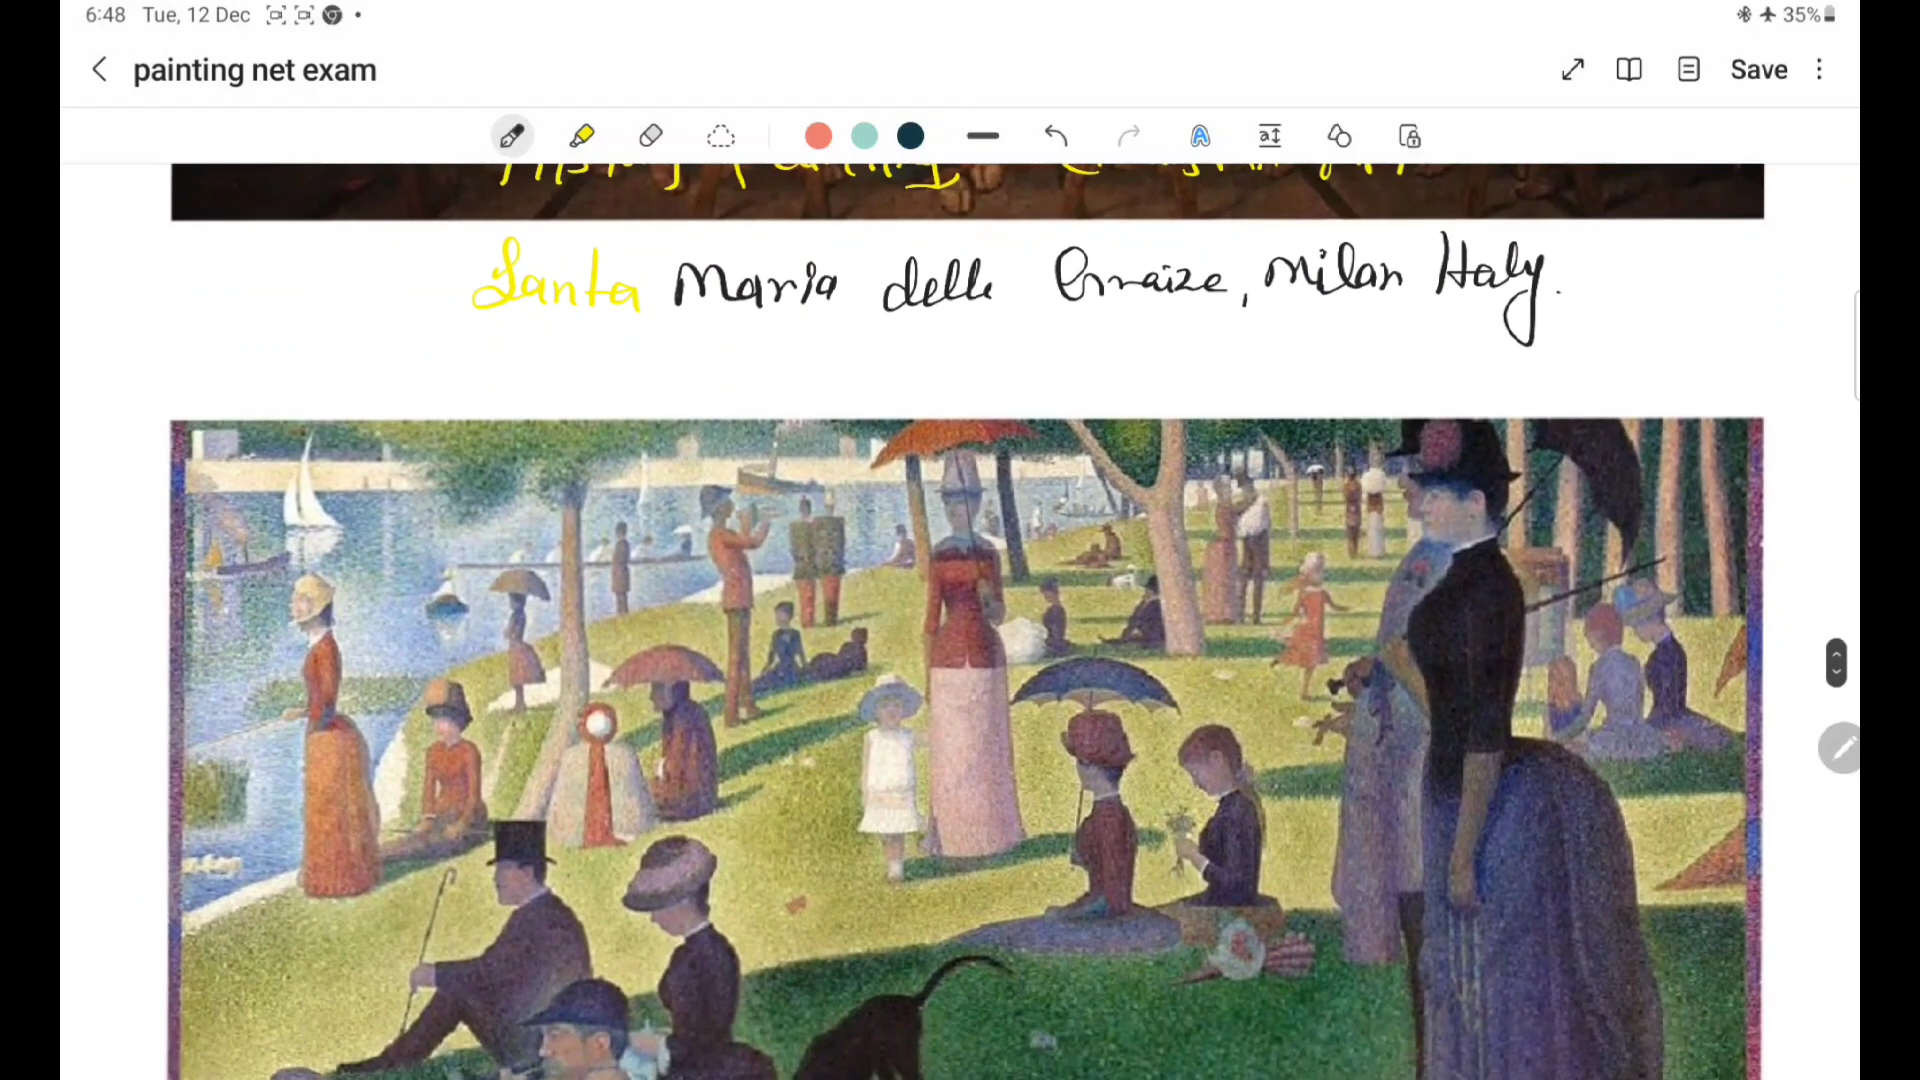 6:48 Tue, 12 Dec 35%
painting net exam Save
Santa Maria delle Graize, Milan Italy.